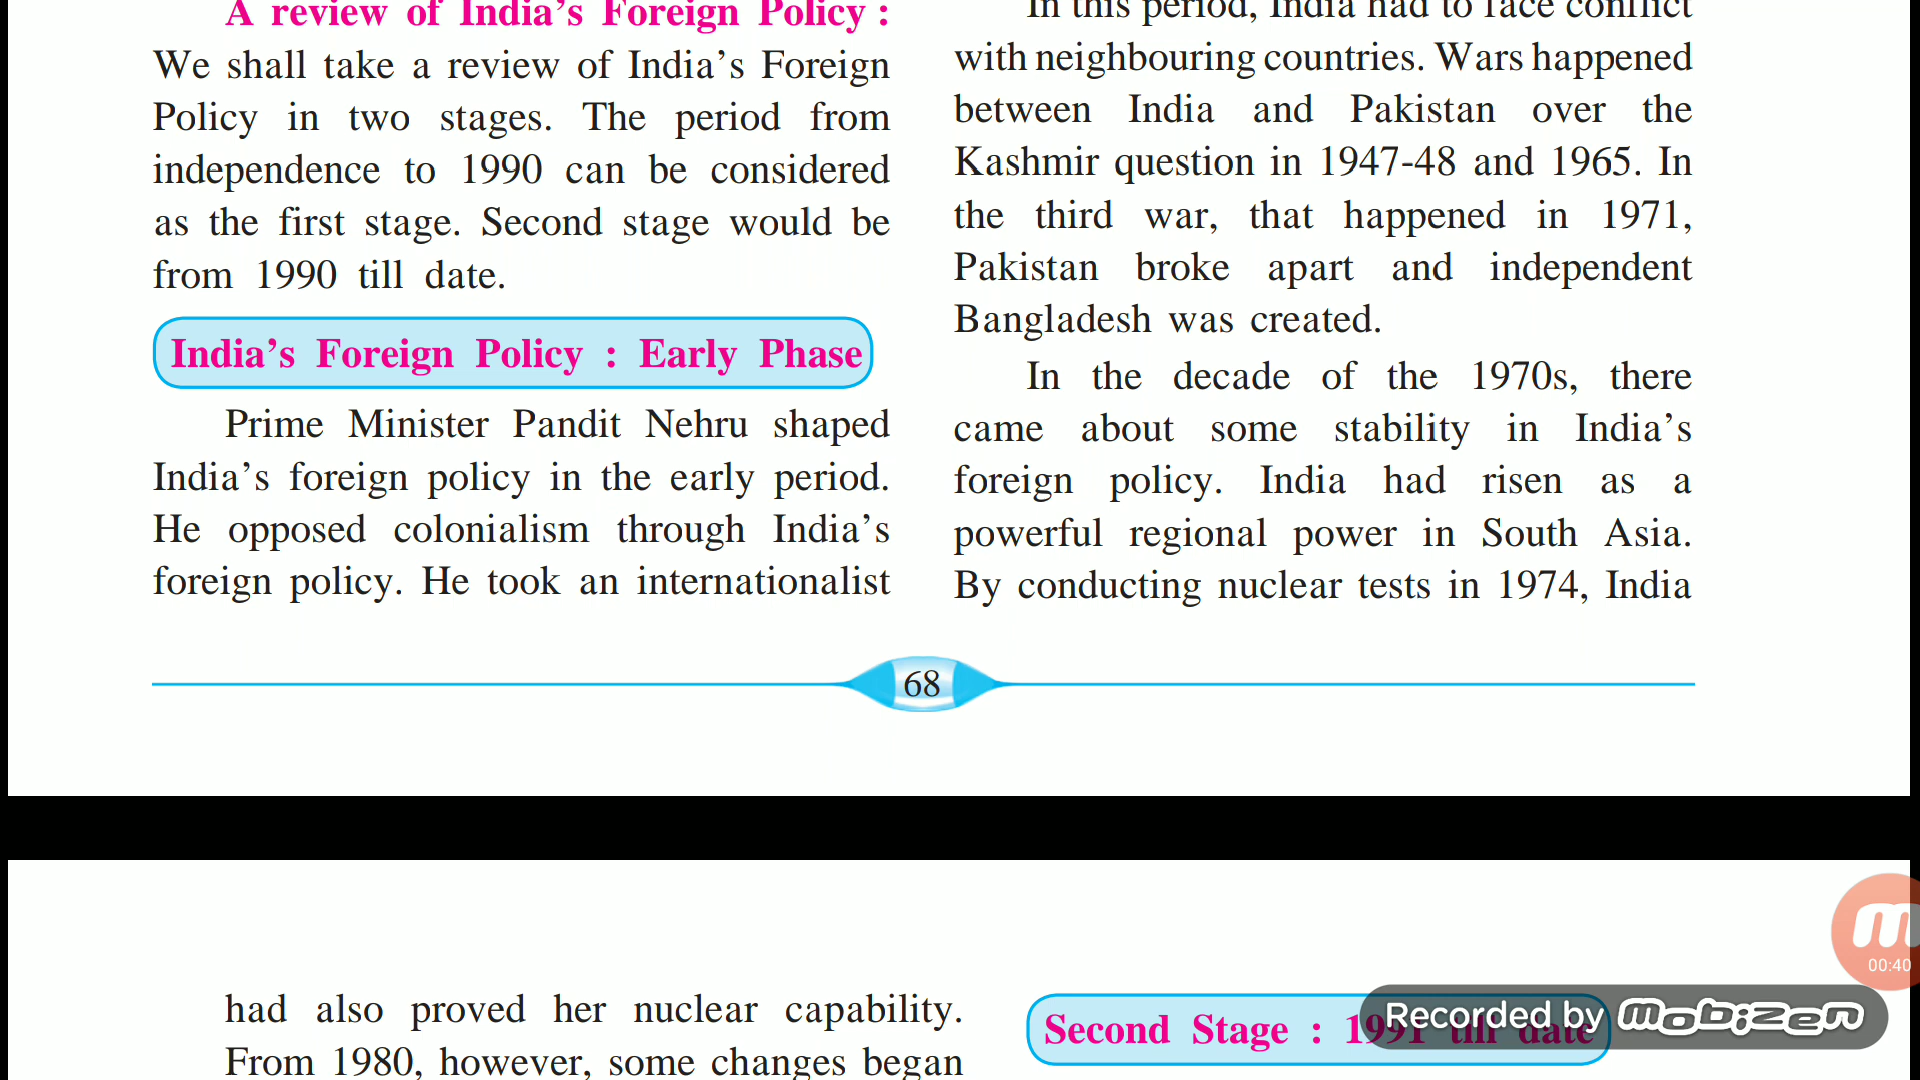 A review of India’s Foreign Policy :
We shall take a review of India’s Foreign
Policy in two stages. The period from
independence to 1990 can be considered
as the first stage. Second stage would be
from 1990 till date.
India’s Foreign Policy : Early Phase
Prime Minister Pandit Nehru shaped
India’s foreign policy in the early period.
He opposed colonialism through India’s
foreign policy. He took an internationalist
In this period, India had to face conflict
with neighbouring countries. Wars happened
between India and Pakistan over the
Kashmir question in 1947-48 and 1965. In
the third war, that happened in 1971,
Pakistan broke apart and independent
Bangladesh was created.
In the decade of the 1970s, there
came about some stability in India’s
foreign policy. India had risen as a
powerful regional power in South Asia.
By conducting nuclear tests in 1974, India
68
had also proved her nuclear capability.
From 1980, however, some changes began
Second Stage : 1991 till date
Recorded by mobizen
00:40